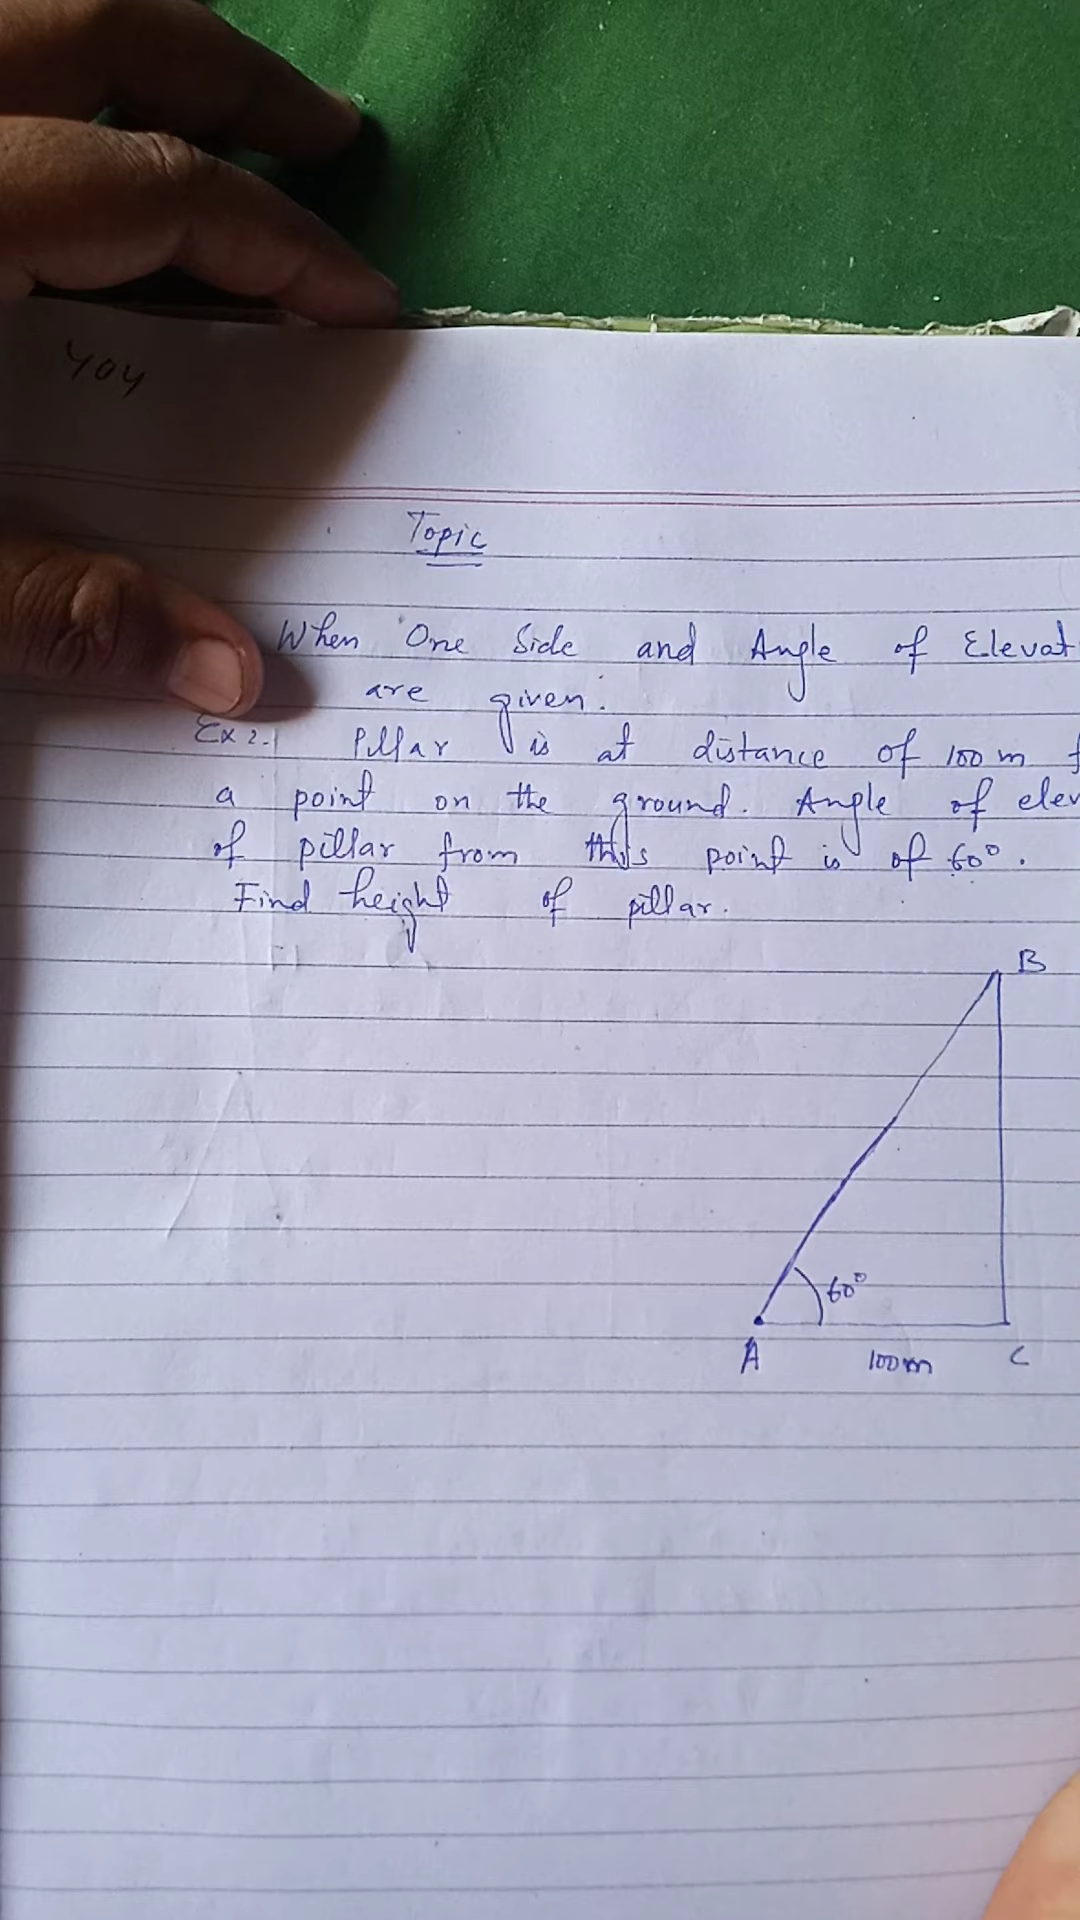 404
Topic
When One Side and Angle of Elevat
are given.
Ex 2. Pillar is at distance of 100 m f
a point on the ground. Angle of elev
of pillar from this point is of 60°.
Find height of pillar.
B
60°
A 100m C